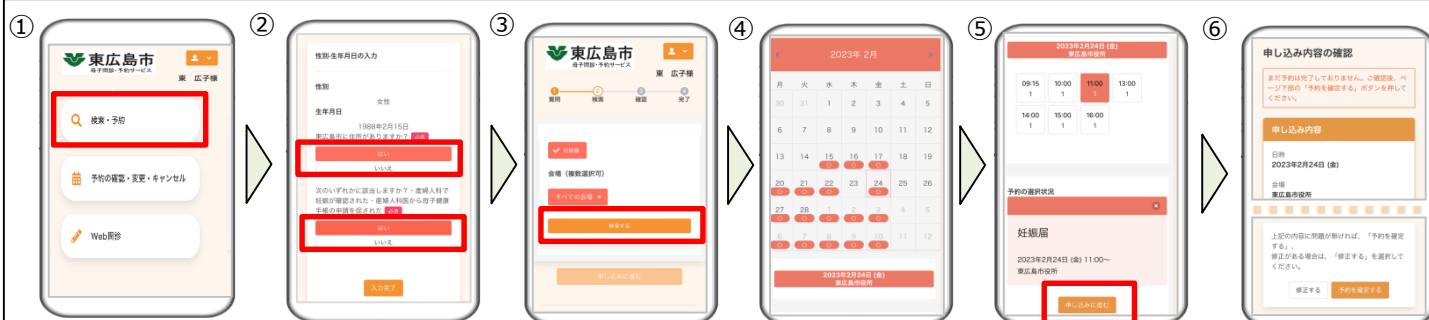 ①
東広島市
母子問診・予約サービス
東 広子様
検索・予約
予約の確認・変更・キャンセル
Web問診
②
性別・生年月日の入力
性別
女性
生年月日
1988年2月15日
東広島市に住所がありますか？ 必須
はい
いいえ
次のいずれかに該当しますか？・産婦人科で
妊娠が確認された・産婦人科医から母子健康
手帳の申請を促された 必須
はい
いいえ
入力完了
③
東広島市
母子問診・予約サービス
東 広子様
1 2 3 4
質問 検索 確認 完了
妊娠届
会場（複数選択可）
すべての会場
検索する
申し込みに進む
④
2023年 2月
月 火 水 木 金 土 日
30 31 1 2 3 4 5
6 7 8 9 10 11 12
13 14 15 16 17 18 19
20 21 22 23 24 25 26
27 28 1 2 3 4 5
6 7 8 9 10 11 12
2023年2月24日 (金)
東広島市役所
⑤
2023年2月24日 (金)
東広島市役所
09:15 10:00 11:00 13:00
1 1 1 1
14:00 15:00 16:00
1 1 1
予約の選択状況
妊娠届
2023年2月24日 (金) 11:00～
東広島市役所
申し込みに進む
⑥
申し込み内容の確認
まだ予約は完了しておりません。ご確認後、ペ
ージ下部の「予約を確定する」ボタンを押して
ください。
申し込み内容
日時
2023年2月24日 (金)
会場
東広島市役所
上記の内容に問題が無ければ、「予約を確定
する」、
修正がある場合は、「修正する」を選択して
ください。
修正する 予約を確定する